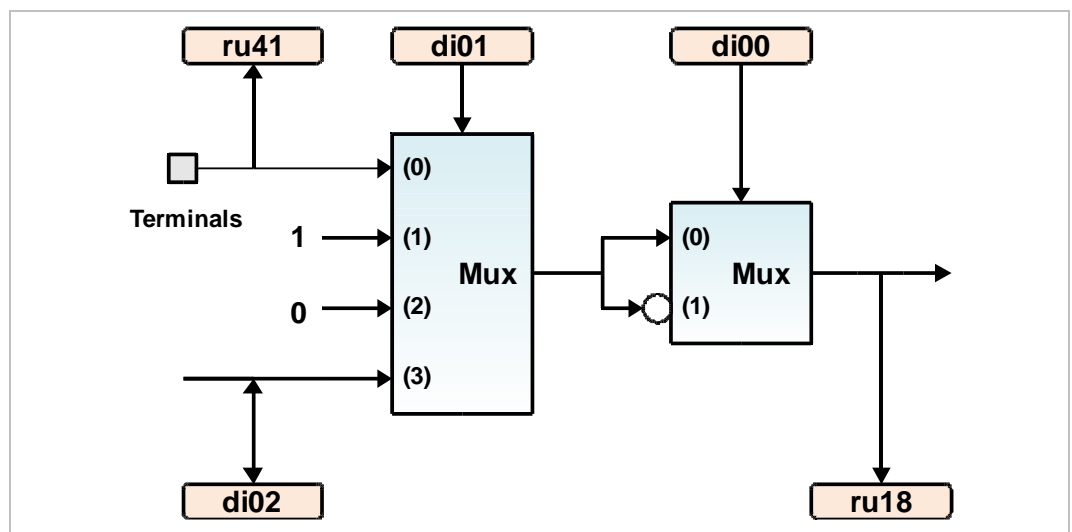 ru41
di01
di00
(0)
Terminals
1
(1)
(0)
Mux
Mux
0
(2)
(1)
(3)
di02
ru18